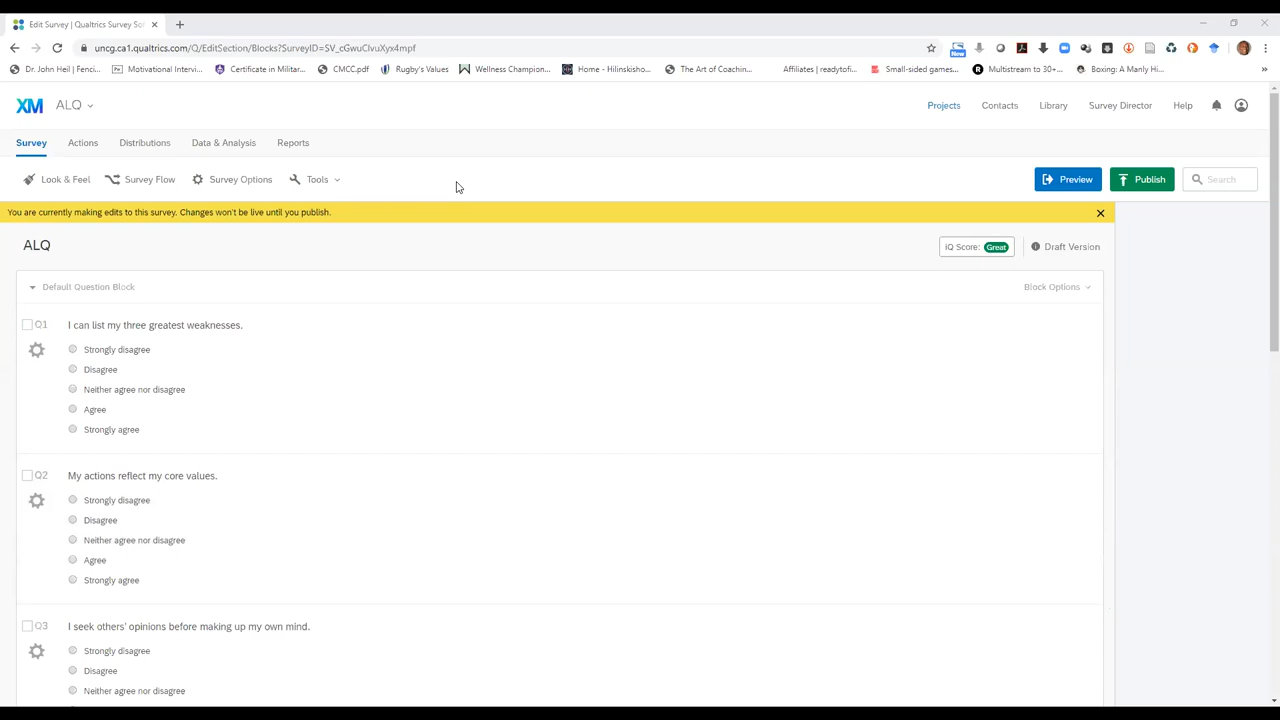 Edit Survey | Qualtrics Survey Sol
uncg.ca1.qualtrics.com/Q/EditSection/Blocks?SurveyID=SV_cGwuClvuXyx4mpf
New
Dr. John Heil | Fenci... Motivational Intervi... Certificate in Militar... CMCC.pdf Rugby's Values Wellness Champion... Home - Hilinskisho... The Art of Coachin... Affiliates | readytofi... Small-sided games... Multistream to 30+... Boxing: A Manly Hi... »
XM ALQ Projects Contacts Library Survey Director Help
Survey Actions Distributions Data & Analysis Reports
Look & Feel Survey Flow Survey Options Tools Preview Publish Search
You are currently making edits to this survey. Changes won't be live until you publish.
ALQ iQ Score: Great Draft Version
Default Question Block Block Options
Q1 I can list my three greatest weaknesses.
Strongly disagree
Disagree
Neither agree nor disagree
Agree
Strongly agree
Q2 My actions reflect my core values.
Strongly disagree
Disagree
Neither agree nor disagree
Agree
Strongly agree
Q3 I seek others' opinions before making up my own mind.
Strongly disagree
Disagree
Neither agree nor disagree